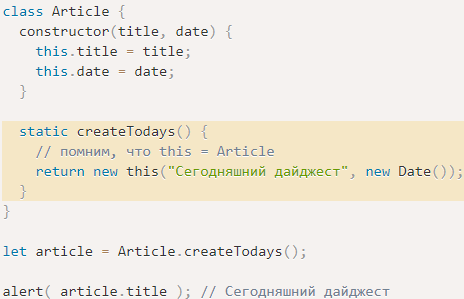 class Article {
  constructor(title, date) {
    this.title = title;
    this.date = date;
  }

  static createTodays() {
    // помним, что this = Article
    return new this("Сегодняшний дайджест", new Date());
  }
}

let article = Article.createTodays();

alert( article.title ); // Сегодняшний дайджест